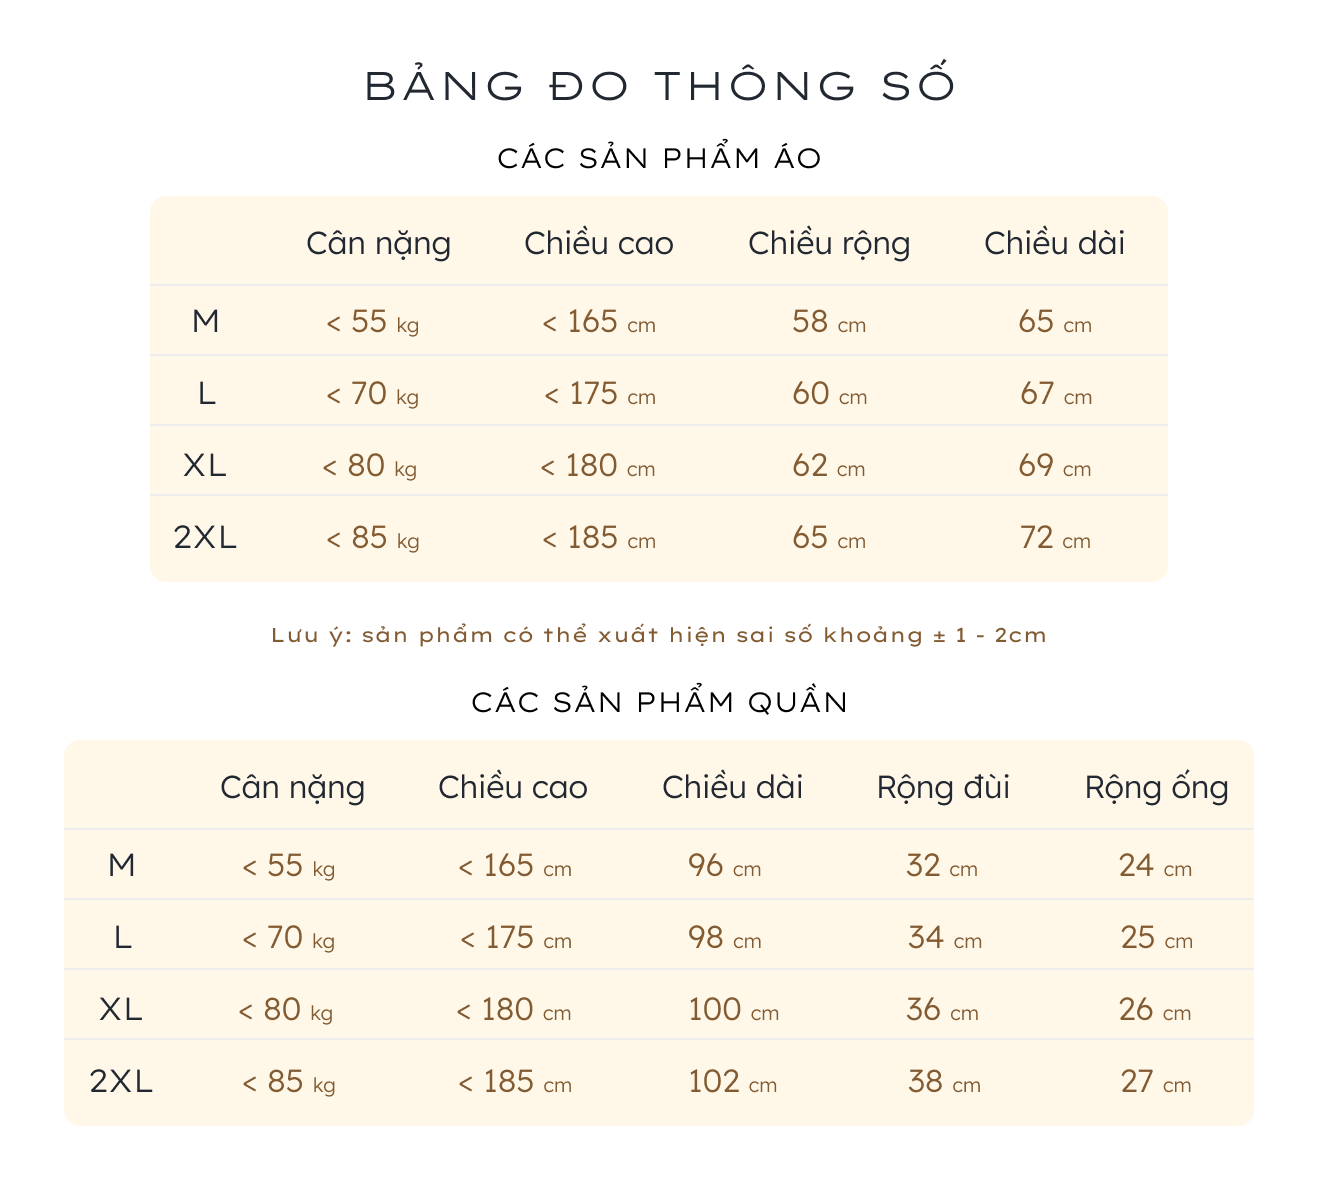 BẢNG ĐO THÔNG SỐ
CÁC SẢN PHẨM ÁO
Cân nặng Chiều cao Chiều rộng Chiều dài
M < 55 kg < 165 cm 58 cm 65 cm
L < 70 kg < 175 cm 60 cm 67 cm
XL < 80 kg < 180 cm 62 cm 69 cm
2XL < 85 kg < 185 cm 65 cm 72 cm
Lưu ý: sản phẩm có thể xuất hiện sai số khoảng ± 1 - 2cm
CÁC SẢN PHẨM QUẦN
Cân nặng Chiều cao Chiều dài Rộng đùi Rộng ống
M < 55 kg < 165 cm 96 cm 32 cm 24 cm
L < 70 kg < 175 cm 98 cm 34 cm 25 cm
XL < 80 kg < 180 cm 100 cm 36 cm 26 cm
2XL < 85 kg < 185 cm 102 cm 38 cm 27 cm